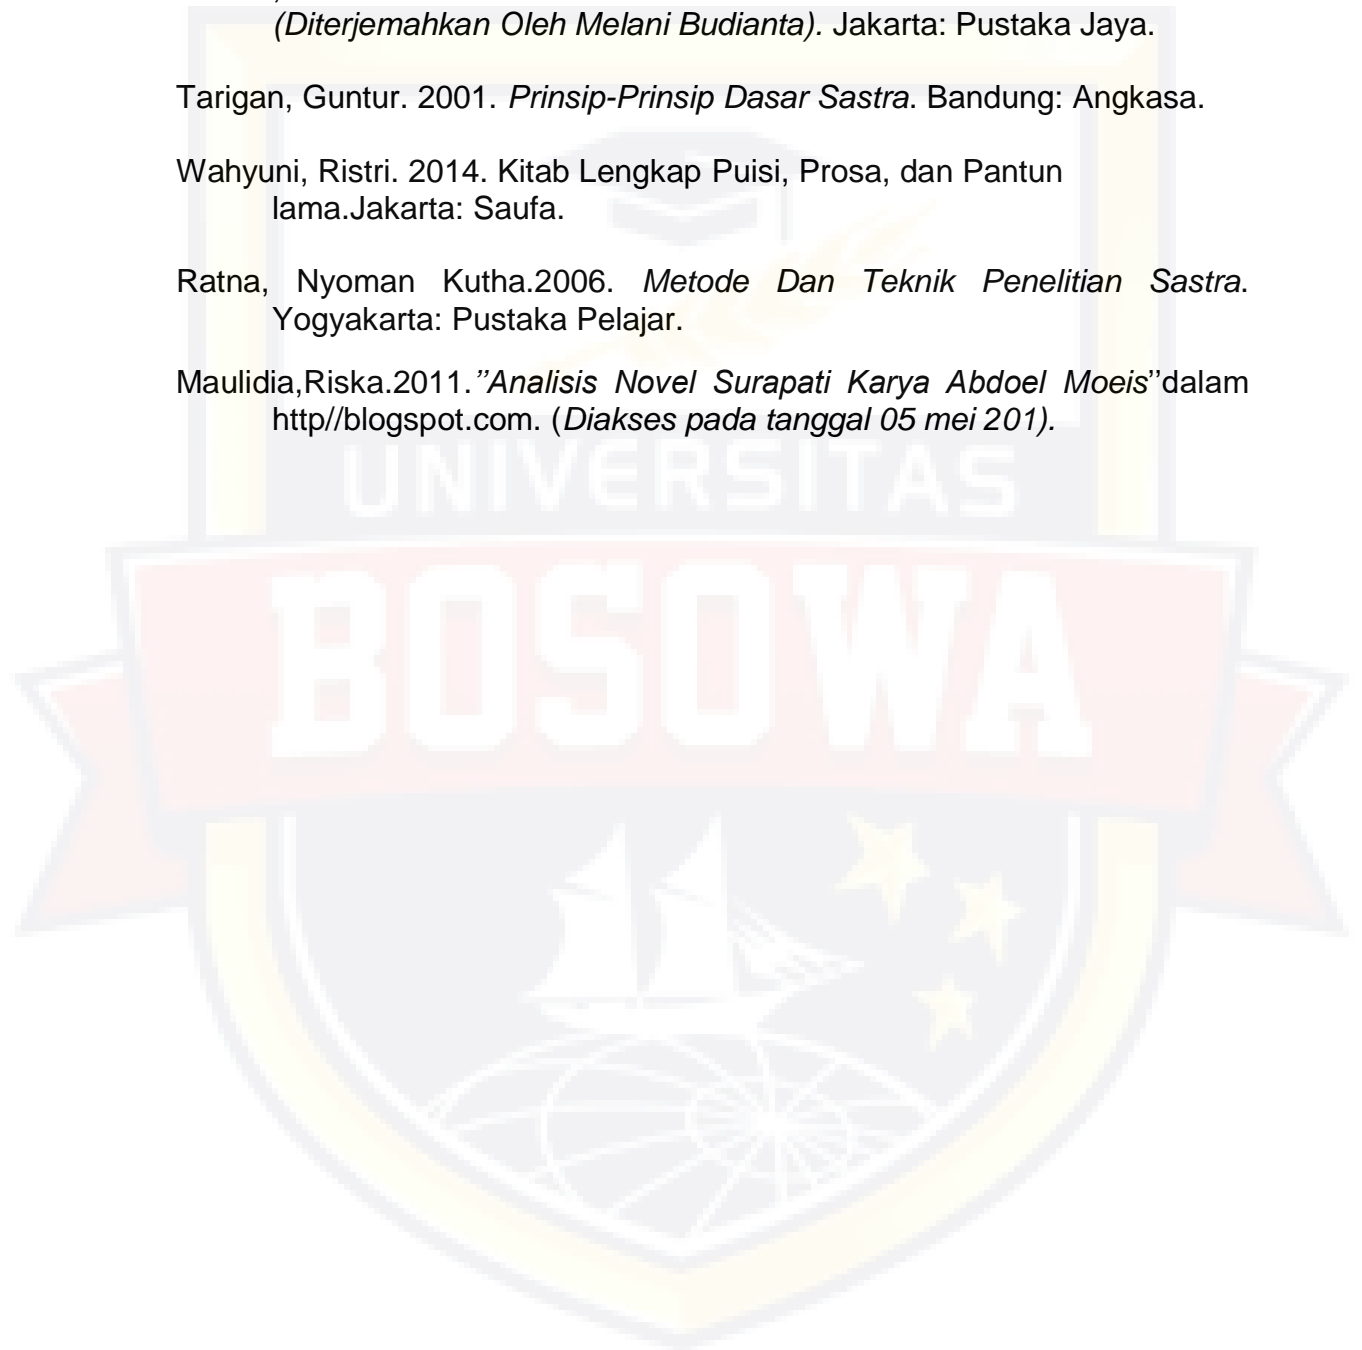 (Diterjemahkan Oleh Melani Budianta). Jakarta: Pustaka Jaya.
Tarigan, Guntur. 2001. Prinsip-Prinsip Dasar Sastra. Bandung: Angkasa.
Wahyuni, Ristri. 2014. Kitab Lengkap Puisi, Prosa, dan Pantun
lama.Jakarta: Saufa.
Ratna, Nyoman Kutha.2006. Metode Dan Teknik Penelitian Sastra.
Yogyakarta: Pustaka Pelajar.
Maulidia,Riska.2011.’’Analisis Novel Surapati Karya Abdoel Moeis’’dalam
http//blogspot.com. (Diakses pada tanggal 05 mei 201).
UNIVERSITAS
BOSOWA